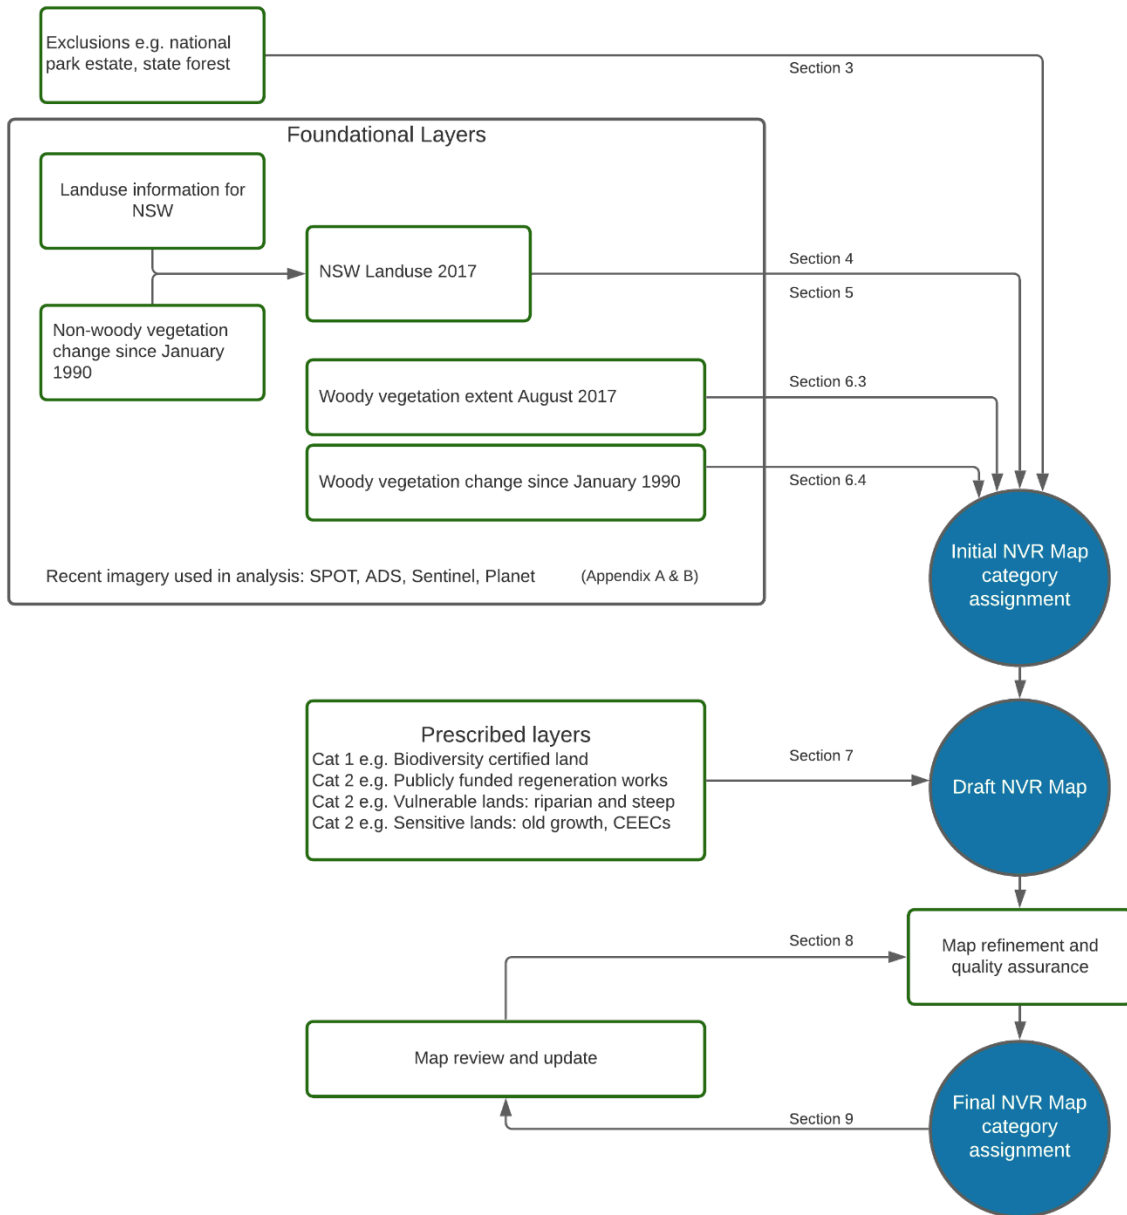 Exclusions e.g. national
park estate, state forest
Section 3
Foundational Layers
Landuse information for
NSW
NSW Landuse 2017
Section 4
Section 5
Non-woody vegetation
change since January
1990
Woody vegetation extent August 2017
Section 6.3
Woody vegetation change since January 1990
Section 6.4
Initial NVR Map
category
assignment
Recent imagery used in analysis: SPOT, ADS, Sentinel, Planet (Appendix A & B)
Prescribed layers
Cat 1 e.g. Biodiversity certified land
Cat 2 e.g. Publicly funded regeneration works
Cat 2 e.g. Vulnerable lands: riparian and steep
Cat 2 e.g. Sensitive lands: old growth, CEECs
Section 7
Draft NVR Map
Section 8
Map refinement and
quality assurance
Map review and update
Section 9
Final NVR Map
category
assignment